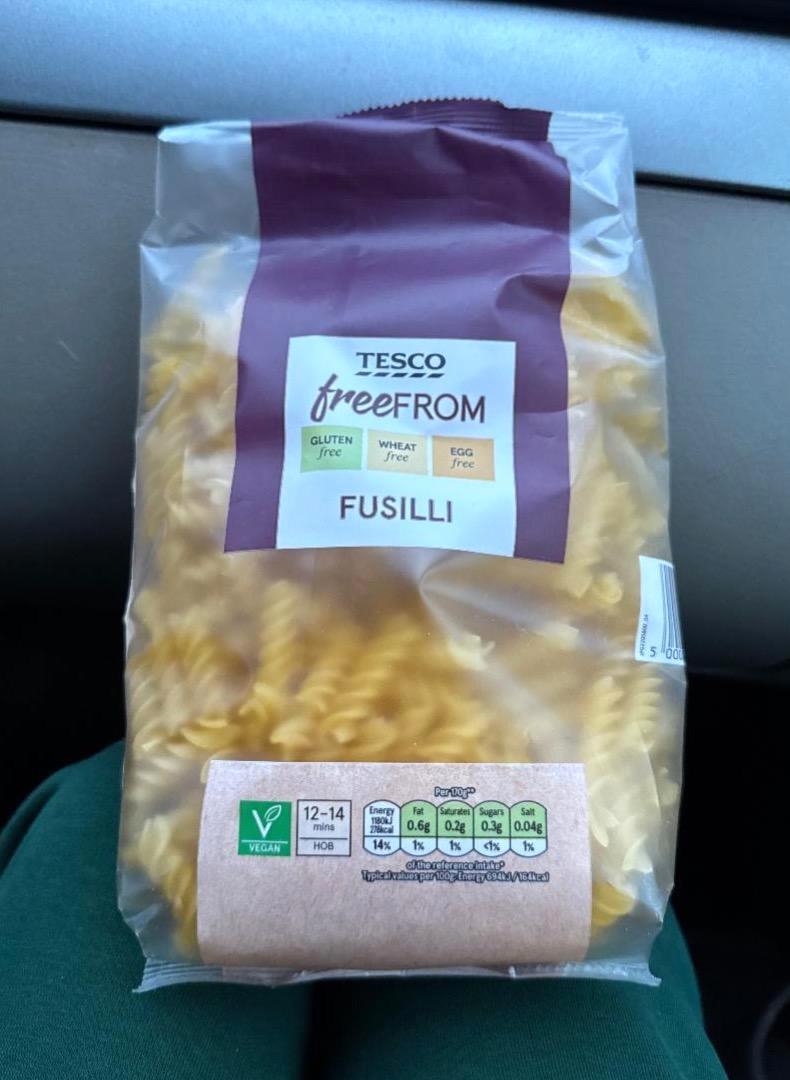 TESCO
freeFROM
GLUTEN free
WHEAT free
EGG free
FUSILLI
5 000
VEGAN
12–14
mins
HOB
Per 170g**
Energy
1180kJ
278kcal
14%
Fat
0.6g
1%
Saturates
0.2g
1%
Sugars
0.3g
<1%
Salt
0.04g
1%
of the reference intake*
Typical values per 100g: Energy 694kJ / 164kcal